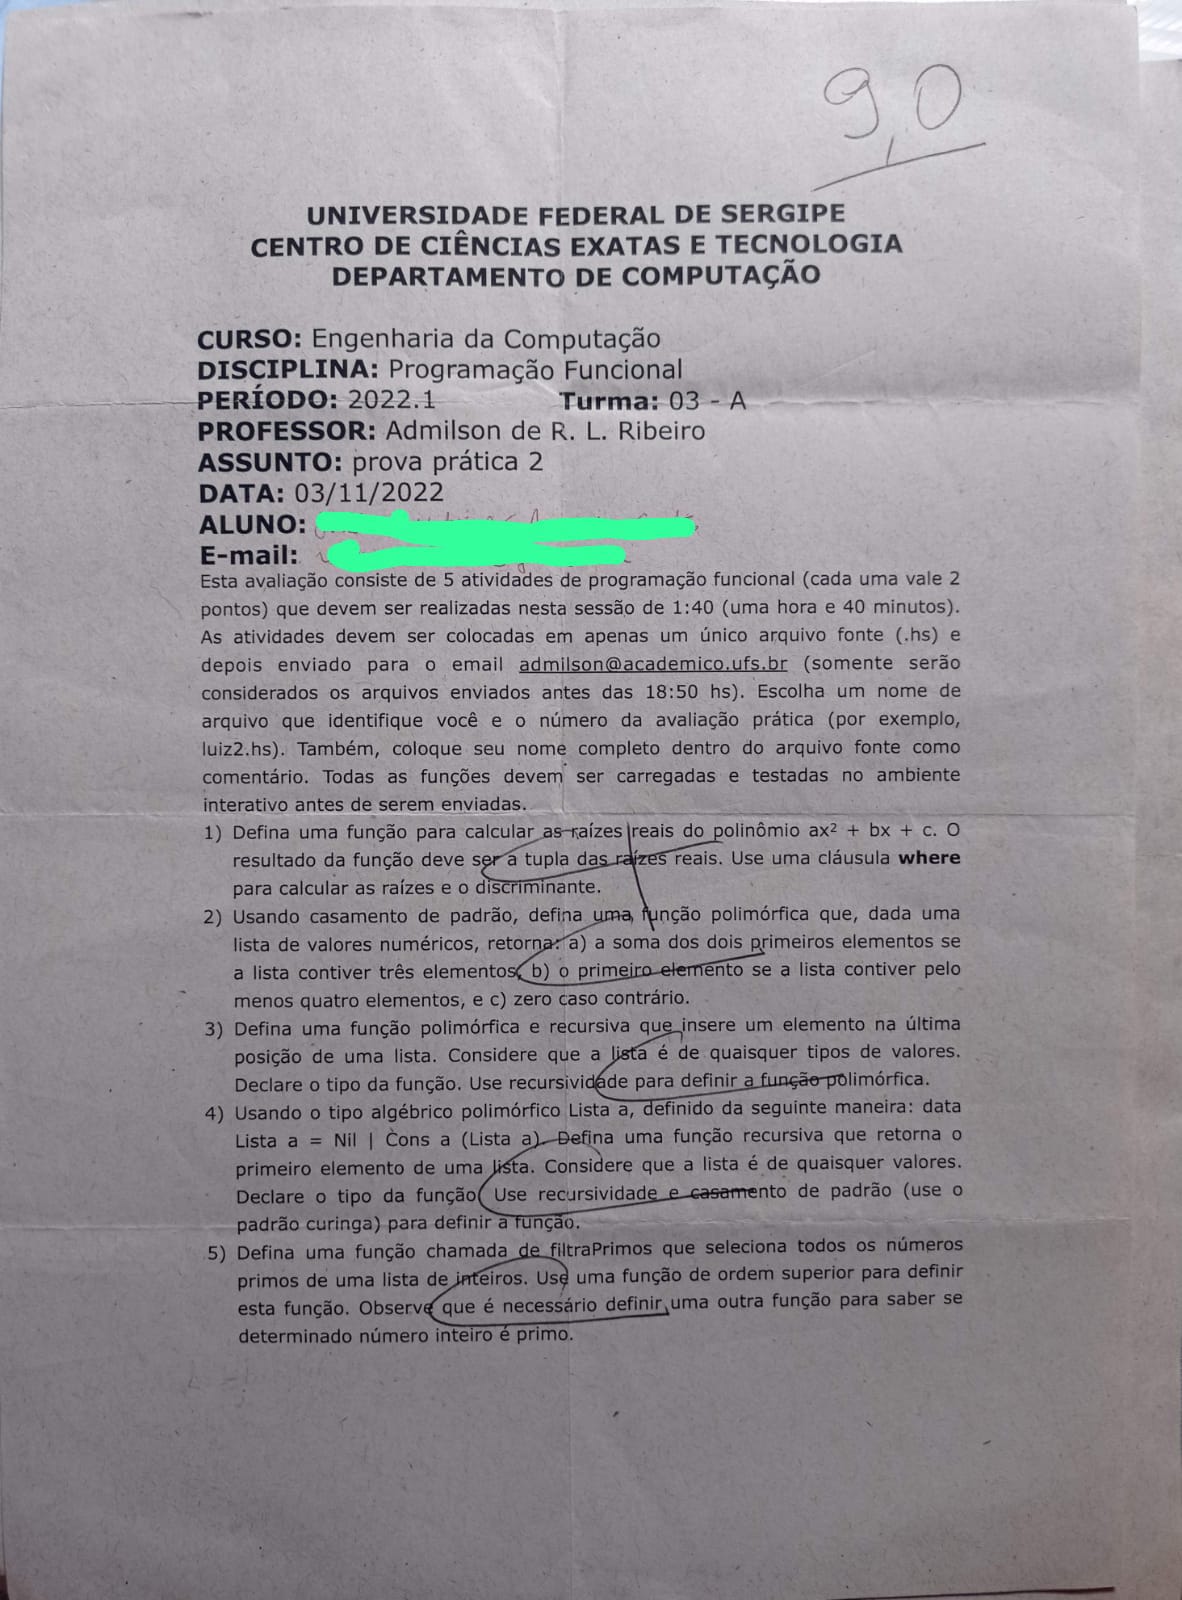 9,0
UNIVERSIDADE FEDERAL DE SERGIPE
CENTRO DE CIÊNCIAS EXATAS E TECNOLOGIA
DEPARTAMENTO DE COMPUTAÇÃO
CURSO: Engenharia da Computação
DISCIPLINA: Programação Funcional
PERÍODO: 2022.1 Turma: 03 - A
PROFESSOR: Admilson de R. L. Ribeiro
ASSUNTO: prova prática 2
DATA: 03/11/2022
ALUNO:
E-mail:
Esta avaliação consiste de 5 atividades de programação funcional (cada uma vale 2
pontos) que devem ser realizadas nesta sessão de 1:40 (uma hora e 40 minutos).
As atividades devem ser colocadas em apenas um único arquivo fonte (.hs) e
depois enviado para o email admilson@academico.ufs.br (somente serão
considerados os arquivos enviados antes das 18:50 hs). Escolha um nome de
arquivo que identifique você e o número da avaliação prática (por exemplo,
luiz2.hs). Também, coloque seu nome completo dentro do arquivo fonte como
comentário. Todas as funções devem ser carregadas e testadas no ambiente
interativo antes de serem enviadas.
1) Defina uma função para calcular as raízes reais do polinômio ax² + bx + c. O
resultado da função deve ser a tupla das raízes reais. Use uma cláusula where
para calcular as raízes e o discriminante.
2) Usando casamento de padrão, defina uma função polimórfica que, dada uma
lista de valores numéricos, retorna: a) a soma dos dois primeiros elementos se
a lista contiver três elementos, b) o primeiro elemento se a lista contiver pelo
menos quatro elementos, e c) zero caso contrário.
3) Defina uma função polimórfica e recursiva que insere um elemento na última
posição de uma lista. Considere que a lista é de quaisquer tipos de valores.
Declare o tipo da função. Use recursividade para definir a função polimórfica.
4) Usando o tipo algébrico polimórfico Lista a, definido da seguinte maneira: data
Lista a = Nil | Cons a (Lista a). Defina uma função recursiva que retorna o
primeiro elemento de uma lista. Considere que a lista é de quaisquer valores.
Declare o tipo da função. Use recursividade e casamento de padrão (use o
padrão curinga) para definir a função.
5) Defina uma função chamada de filtraPrimos que seleciona todos os números
primos de uma lista de inteiros. Use uma função de ordem superior para definir
esta função. Observe que é necessário definir uma outra função para saber se
determinado número inteiro é primo.